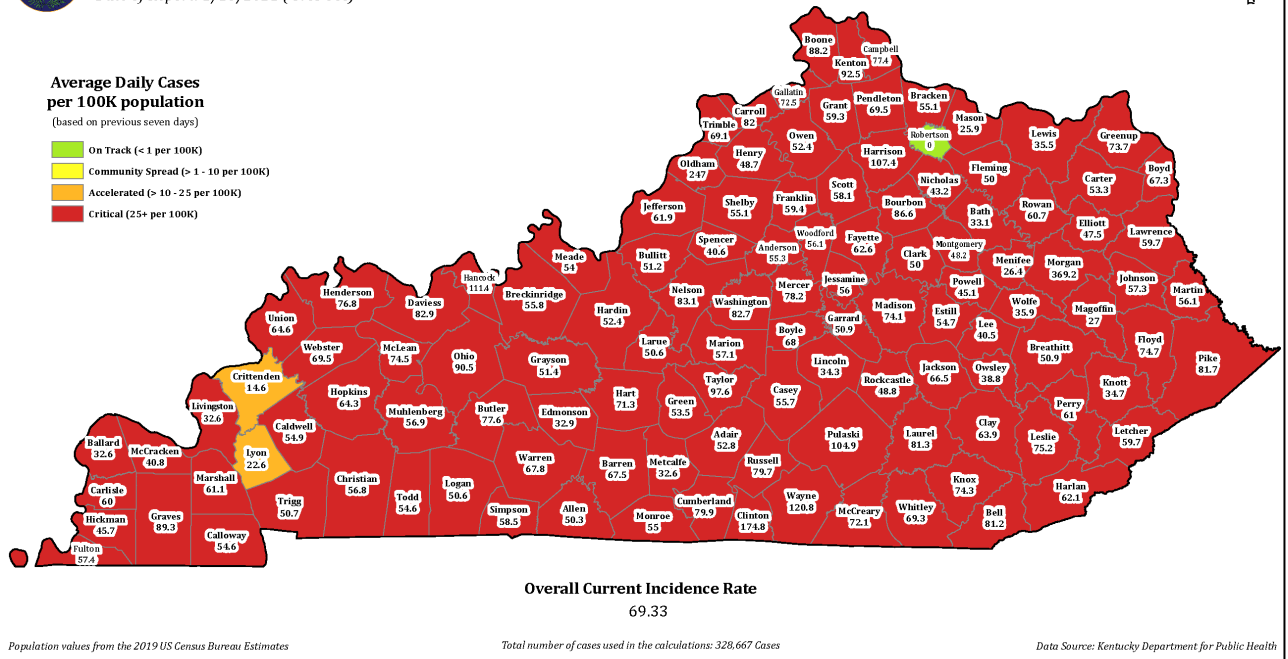 Boone
88.2
Campbell
77.4
Kenton
92.5
Average Daily Cases
per 100K population
(based on previous seven days)
On Track (< 1 per 100K)
Community Spread (> 1 - 10 per 100K)
Accelerated (> 10 - 25 per 100K)
Critical (25+ per 100K)
Gallatin
72.5
Carroll
82
Grant
59.3
Pendleton
69.5
Bracken
55.1
Mason
25.9
Trimble
69.1
Owen
52.4
Robertson
0
Lewis
35.5
Greenup
73.7
Oldham
247
Henry
48.7
Harrison
107.4
Fleming
50
Boyd
67.3
Nicholas
43.2
Carter
53.3
Jefferson
61.9
Shelby
55.1
Franklin
59.4
Scott
58.1
Bourbon
86.6
Bath
33.1
Rowan
60.7
Elliott
47.5
Lawrence
59.7
Spencer
40.6
Anderson
55.3
Woodford
56.1
Fayette
62.6
Clark
50
Montgomery
48.2
Menifee
26.4
Morgan
369.2
Meade
54
Bullitt
51.2
Hancock
111.4
Breckinridge
55.8
Henderson
76.8
Daviess
82.9
Nelson
83.1
Washington
82.7
Mercer
78.2
Jessamine
56
Powell
45.1
Johnson
57.3
Martin
56.1
Union
64.6
Hardin
52.4
Madison
74.1
Estill
54.7
Wolfe
35.9
Magoffin
27
Garrard
50.9
Boyle
68
Lee
40.5
Webster
69.5
McLean
74.5
Ohio
90.5
Grayson
51.4
Larue
50.6
Marion
57.1
Lincoln
34.3
Breathitt
50.9
Floyd
74.7
Pike
81.7
Crittenden
14.6
Hopkins
64.3
Taylor
97.6
Casey
55.7
Rockcastle
48.8
Jackson
66.5
Owsley
38.8
Knott
34.7
Livingston
32.6
Muhlenberg
56.9
Butler
77.6
Edmonson
32.9
Hart
71.3
Green
53.5
Perry
61
Caldwell
54.9
Ballard
32.6
McCracken
40.8
Lyon
22.6
Adair
52.8
Pulaski
104.9
Laurel
81.3
Clay
63.9
Leslie
75.2
Letcher
59.7
Marshall
61.1
Warren
67.8
Barren
67.5
Metcalfe
32.6
Russell
79.7
Carlisle
60
Christian
56.8
Todd
54.6
Logan
50.6
Knox
74.3
Harlan
62.1
Hickman
45.7
Graves
89.3
Trigg
50.7
Simpson
58.5
Allen
50.3
Monroe
55
Cumberland
79.9
Clinton
174.8
Wayne
120.8
McCreary
72.1
Whitley
69.3
Bell
81.2
Calloway
54.6
Fulton
57.4
Overall Current Incidence Rate
69.33
Population values from the 2019 US Census Bureau Estimates
Total number of cases used in the calculations: 328,667 Cases
Data Source: Kentucky Department for Public Health